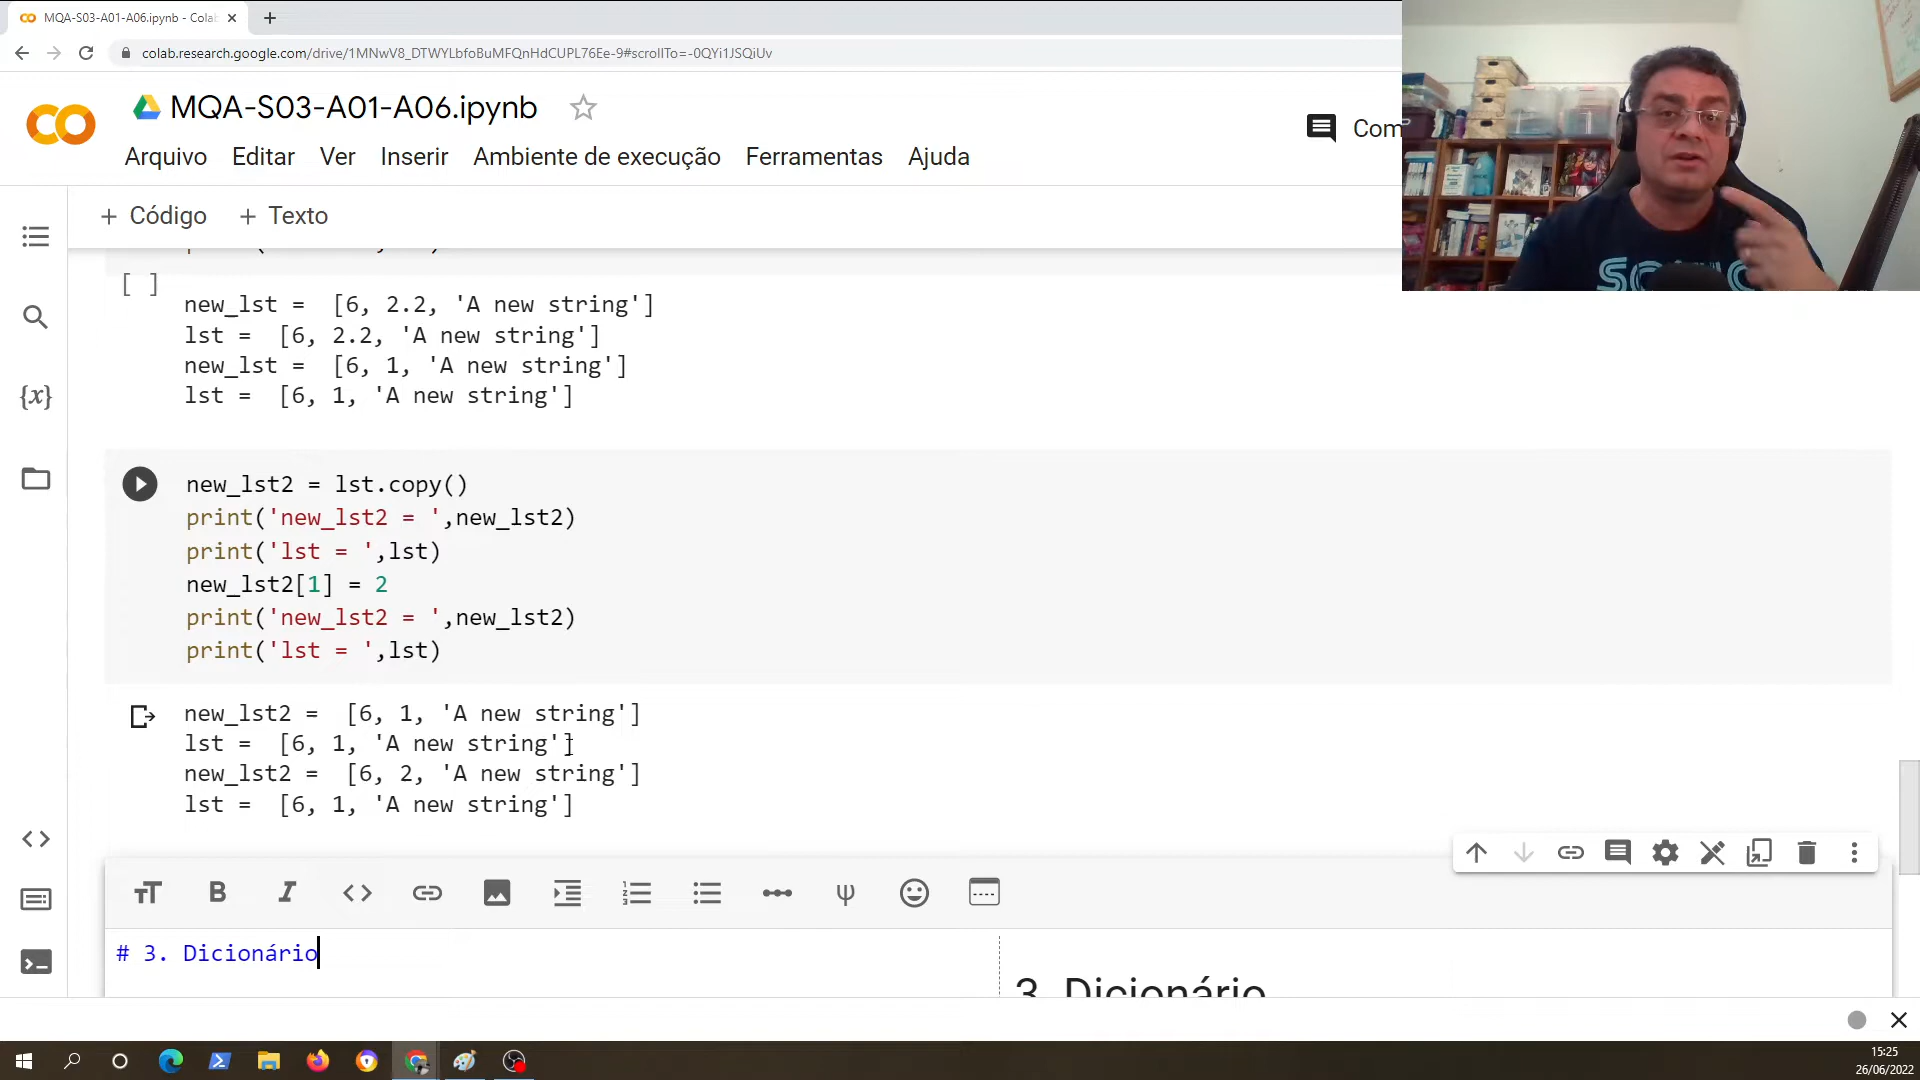 MQA-S03-A01-A06.ipynb - Cola
colab.research.google.com/drive/1MNwV8_DTWYLbfoBuMFQnHdCUPL76Ee-9#scrollTo=-0QYi1JSQiUv
MQA-S03-A01-A06.ipynb
Com
Arquivo Editar Ver Inserir Ambiente de execução Ferramentas Ajuda
+ Código + Texto
[ ]
new_lst =  [6, 2.2, 'A new string']
lst =  [6, 2.2, 'A new string']
new_lst =  [6, 1, 'A new string']
lst =  [6, 1, 'A new string']
new_lst2 = lst.copy()
print('new_lst2 = ',new_lst2)
print('lst = ',lst)
new_lst2[1] = 2
print('new_lst2 = ',new_lst2)
print('lst = ',lst)
new_lst2 =  [6, 1, 'A new string']
lst =  [6, 1, 'A new string']
new_lst2 =  [6, 2, 'A new string']
lst =  [6, 1, 'A new string']
# 3. Dicionário
3. Dicionário
15:25
26/06/2022